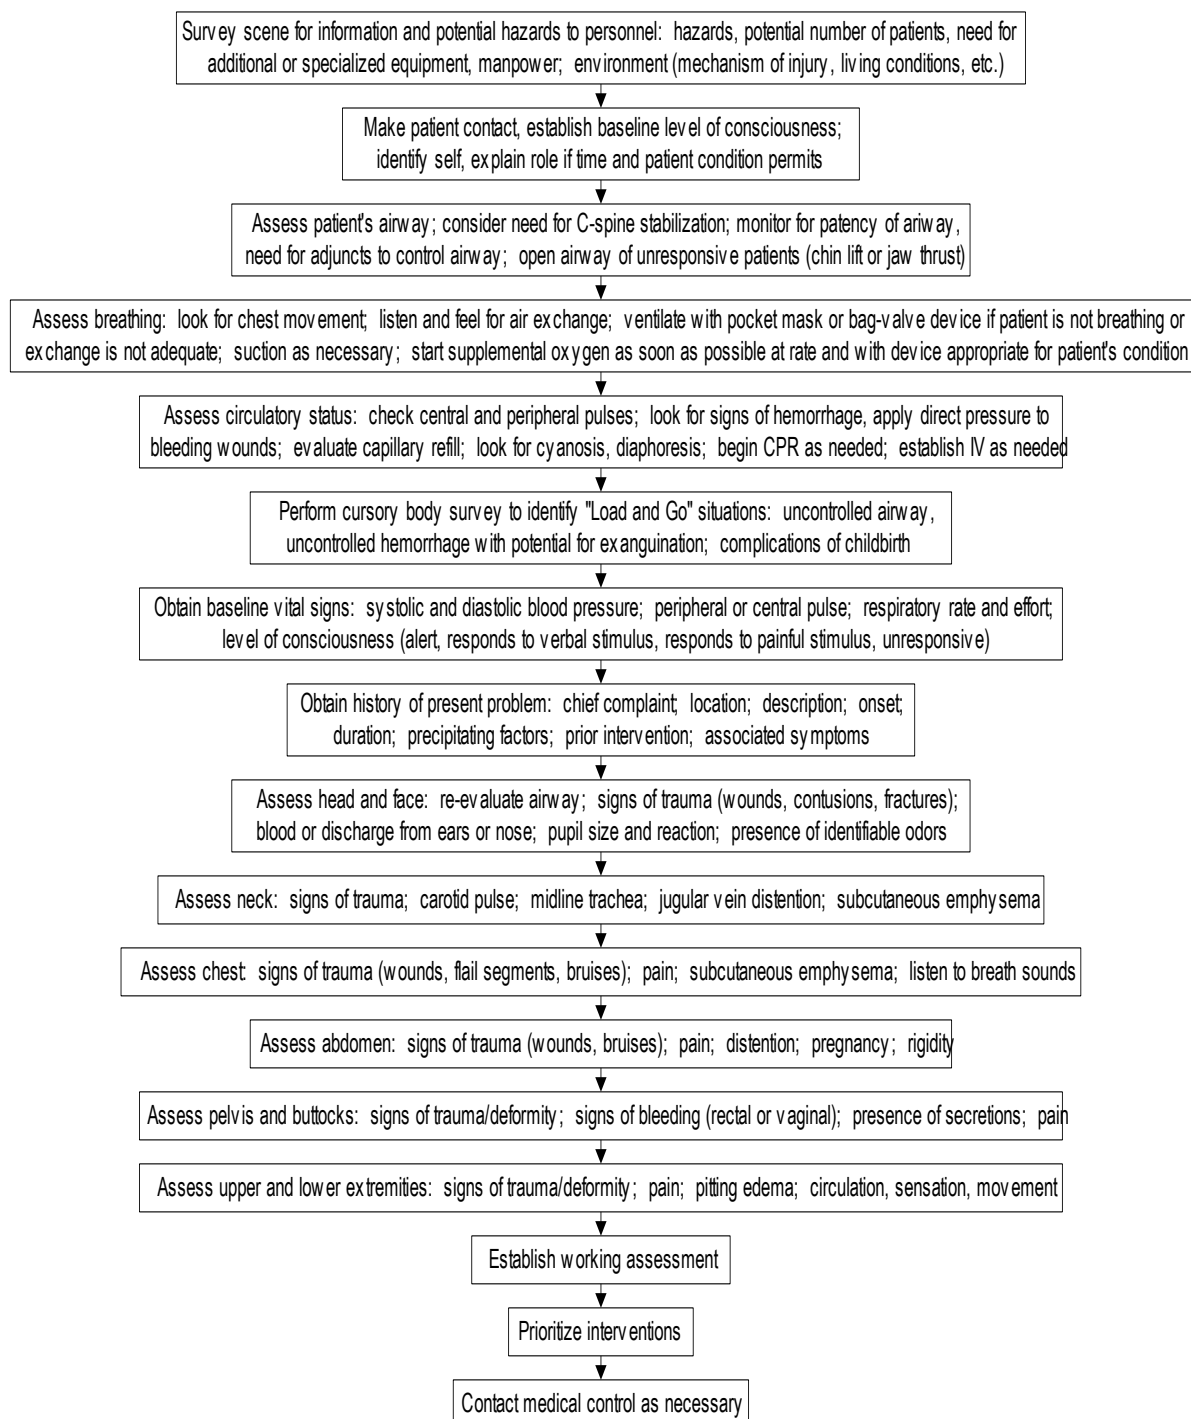 Survey scene for information and potential hazards to personnel: hazards, potential number of patients, need for
additional or specialized equipment, manpower; environment (mechanism of injury, living conditions, etc.)
Make patient contact, establish baseline level of consciousness;
identify self, explain role if time and patient condition permits
Assess patient's airway; consider need for C-spine stabilization; monitor for patency of ariway,
need for adjuncts to control airway; open airway of unresponsive patients (chin lift or jaw thrust)
Assess breathing: look for chest movement; listen and feel for air exchange; ventilate with pocket mask or bag-valve device if patient is not breathing or
exchange is not adequate; suction as necessary; start supplemental oxygen as soon as possible at rate and with device appropriate for patient's condition
Assess circulatory status: check central and peripheral pulses; look for signs of hemorrhage, apply direct pressure to
bleeding wounds; evaluate capillary refill; look for cyanosis, diaphoresis; begin CPR as needed; establish IV as needed
Perform cursory body survey to identify "Load and Go" situations: uncontrolled airway,
uncontrolled hemorrhage with potential for exanguination; complications of childbirth
Obtain baseline vital signs: systolic and diastolic blood pressure; peripheral or central pulse; respiratory rate and effort;
level of consciousness (alert, responds to verbal stimulus, responds to painful stimulus, unresponsive)
Obtain history of present problem: chief complaint; location; description; onset;
duration; precipitating factors; prior intervention; associated symptoms
Assess head and face: re-evaluate airway; signs of trauma (wounds, contusions, fractures);
blood or discharge from ears or nose; pupil size and reaction; presence of identifiable odors
Assess neck: signs of trauma; carotid pulse; midline trachea; jugular vein distention; subcutaneous emphysema
Assess chest: signs of trauma (wounds, flail segments, bruises); pain; subcutaneous emphysema; listen to breath sounds
Assess abdomen: signs of trauma (wounds, bruises); pain; distention; pregnancy; rigidity
Assess pelvis and buttocks: signs of trauma/deformity; signs of bleeding (rectal or vaginal); presence of secretions; pain
Assess upper and lower extremities: signs of trauma/deformity; pain; pitting edema; circulation, sensation, movement
Establish working assessment
Prioritize interventions
Contact medical control as necessary